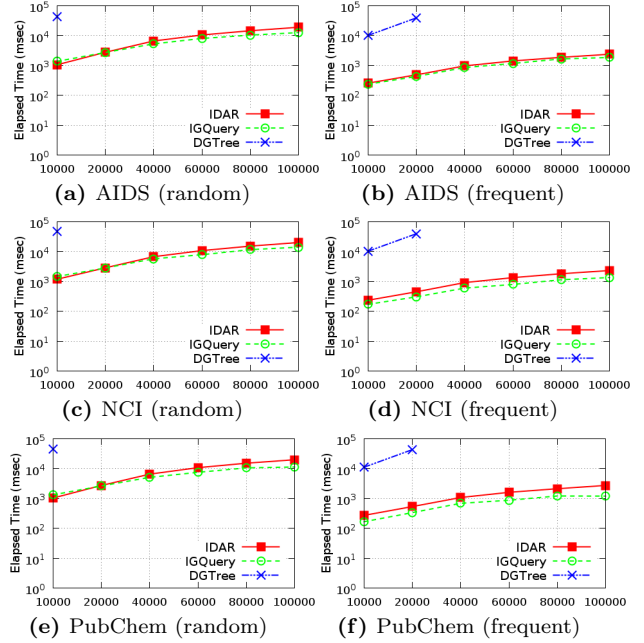 Elapsed Time (msec)
10^5
10^4
10^3
10^2
10^1
10^0
IDAR
IGQuery
DGTree
10000 20000 40000 60000 80000 100000
(a) AIDS (random)
Elapsed Time (msec)
10^5
10^4
10^3
10^2
10^1
10^0
IDAR
IGQuery
DGTree
10000 20000 40000 60000 80000 100000
(b) AIDS (frequent)
Elapsed Time (msec)
10^5
10^4
10^3
10^2
10^1
10^0
IDAR
IGQuery
DGTree
10000 20000 40000 60000 80000 100000
(c) NCI (random)
Elapsed Time (msec)
10^5
10^4
10^3
10^2
10^1
10^0
IDAR
IGQuery
DGTree
10000 20000 40000 60000 80000 100000
(d) NCI (frequent)
Elapsed Time (msec)
10^5
10^4
10^3
10^2
10^1
10^0
IDAR
IGQuery
DGTree
10000 20000 40000 60000 80000 100000
(e) PubChem (random)
Elapsed Time (msec)
10^5
10^4
10^3
10^2
10^1
10^0
IDAR
IGQuery
DGTree
10000 20000 40000 60000 80000 100000
(f) PubChem (frequent)